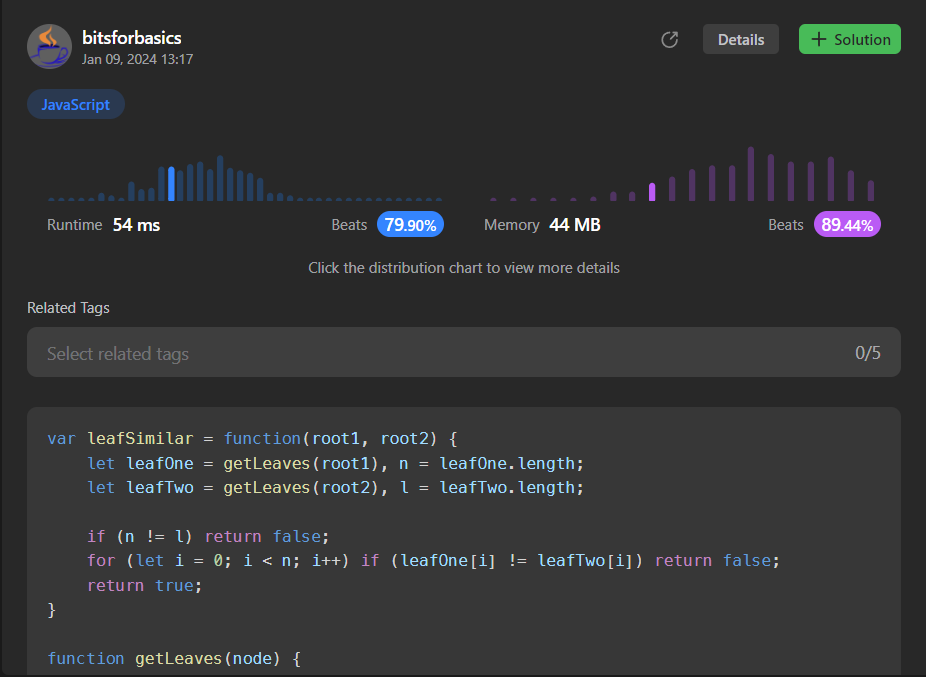 bitsforbasics
Jan 09, 2024 13:17
Details
+ Solution
JavaScript
Runtime 54 ms Beats 79.90%
Memory 44 MB Beats 89.44%
Click the distribution chart to view more details
Related Tags
Select related tags 0/5
var leafSimilar = function(root1, root2) {
    let leafOne = getLeaves(root1), n = leafOne.length;
    let leafTwo = getLeaves(root2), l = leafTwo.length;

    if (n != l) return false;
    for (let i = 0; i < n; i++) if (leafOne[i] != leafTwo[i]) return false;
    return true;
}

function getLeaves(node) {